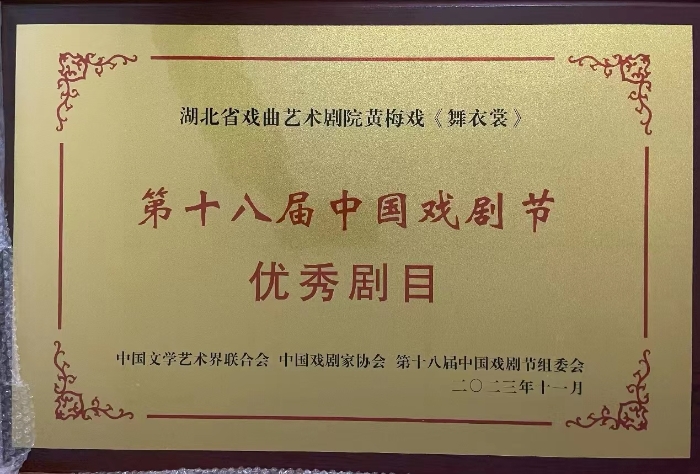 湖北省戏曲艺术剧院黄梅戏《舞衣裳》
第十八届中国戏剧节
优秀剧目
中国文学艺术界联合会 中国戏剧家协会 第十八届中国戏剧节组委会
二〇二三年十一月